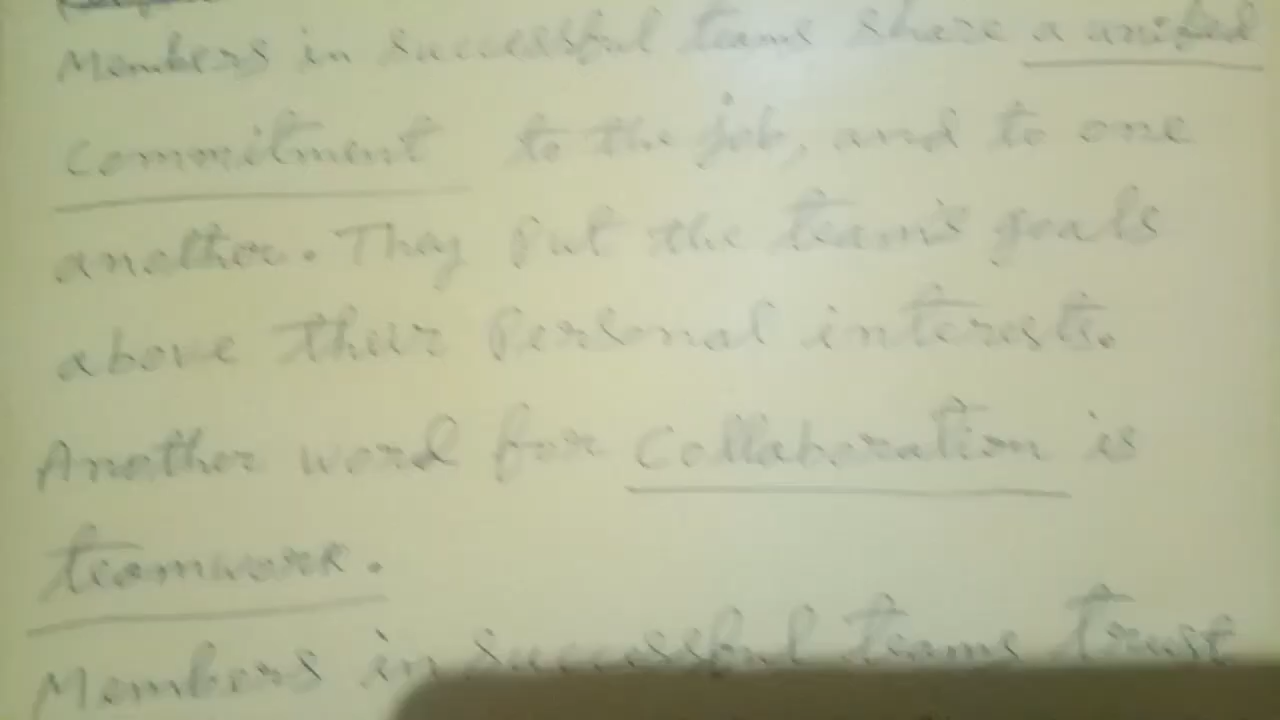 Members in successful teams share a unified
commitment to the job, and to one
another. They put the team's goals
above their personal interests.
Another word for collaboration is
teamwork.
Members in successful teams trust